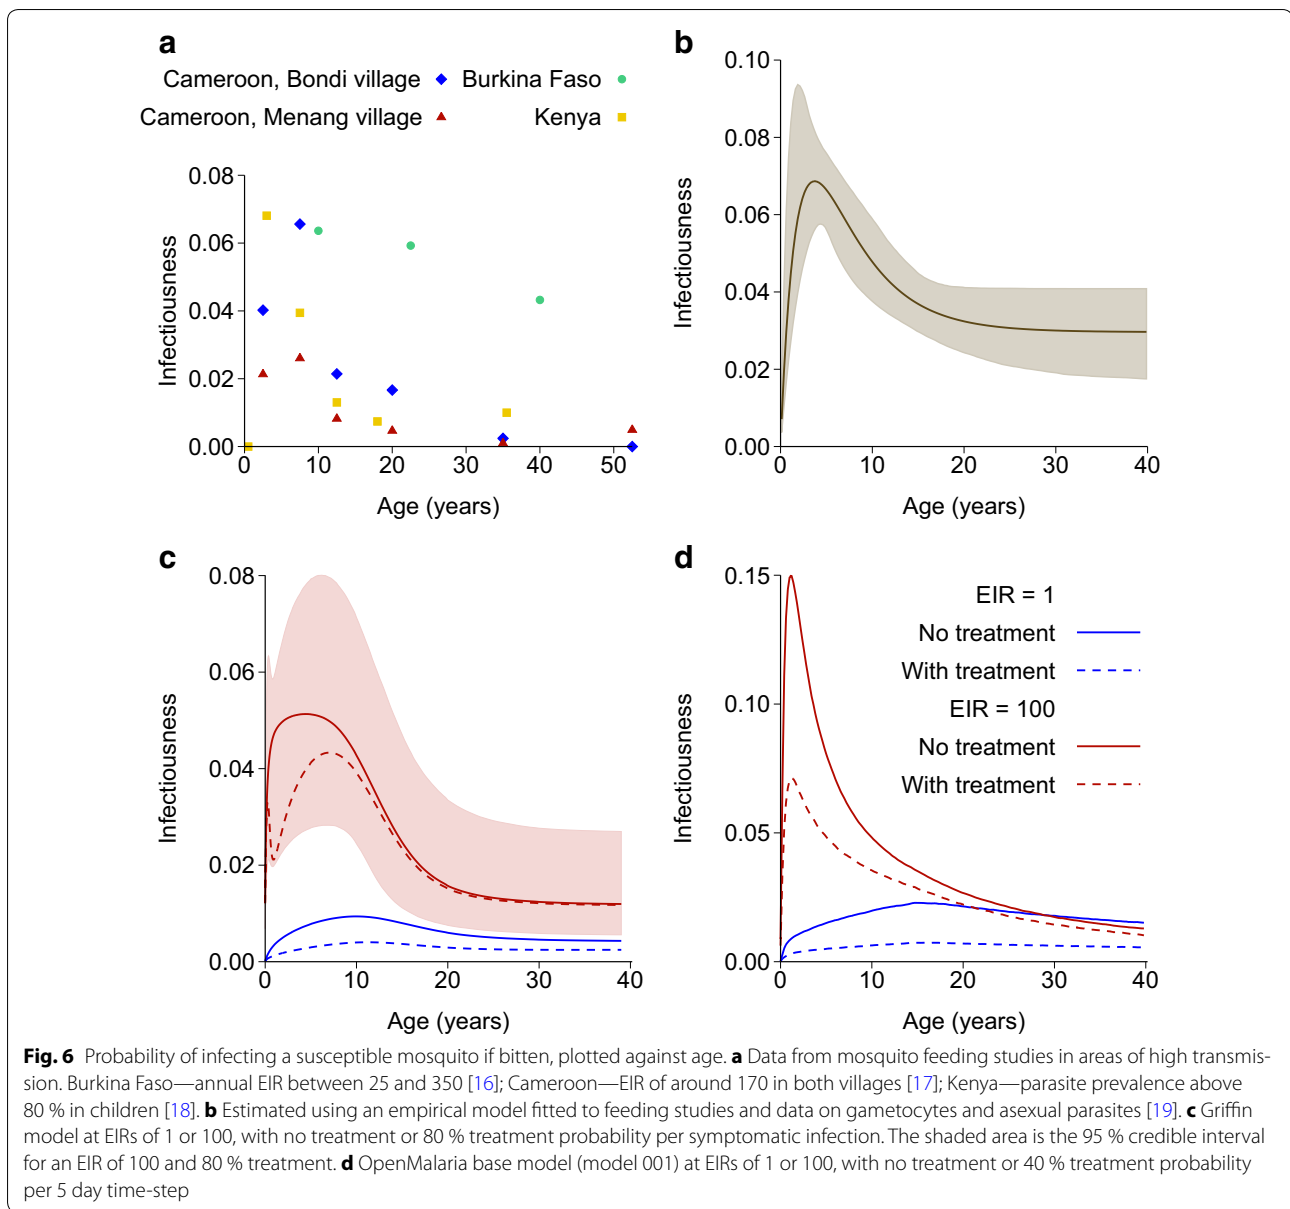 a
Cameroon, Bondi village
Burkina Faso
Cameroon, Menang village
Kenya
0.08
0.06
0.04
0.02
0.00
Infectiousness
0 10 20 30 40 50
Age (years)
b
0.10
0.08
0.06
0.04
0.02
0.00
Infectiousness
0 10 20 30 40
Age (years)
c
0.08
0.06
0.04
0.02
0.00
Infectiousness
0 10 20 30 40
Age (years)
d
0.15
0.10
0.05
0.00
Infectiousness
EIR = 1
No treatment
With treatment
EIR = 100
No treatment
With treatment
0 10 20 30 40
Age (years)
Fig. 6 Probability of infecting a susceptible mosquito if bitten, plotted against age. a Data from mosquito feeding studies in areas of high transmis-
sion. Burkina Faso—annual EIR between 25 and 350 [16]; Cameroon—EIR of around 170 in both villages [17]; Kenya—parasite prevalence above
80 % in children [18]. b Estimated using an empirical model fitted to feeding studies and data on gametocytes and asexual parasites [19]. c Griffin
model at EIRs of 1 or 100, with no treatment or 80 % treatment probability per symptomatic infection. The shaded area is the 95 % credible interval
for an EIR of 100 and 80 % treatment. d OpenMalaria base model (model 001) at EIRs of 1 or 100, with no treatment or 40 % treatment probability
per 5 day time-step